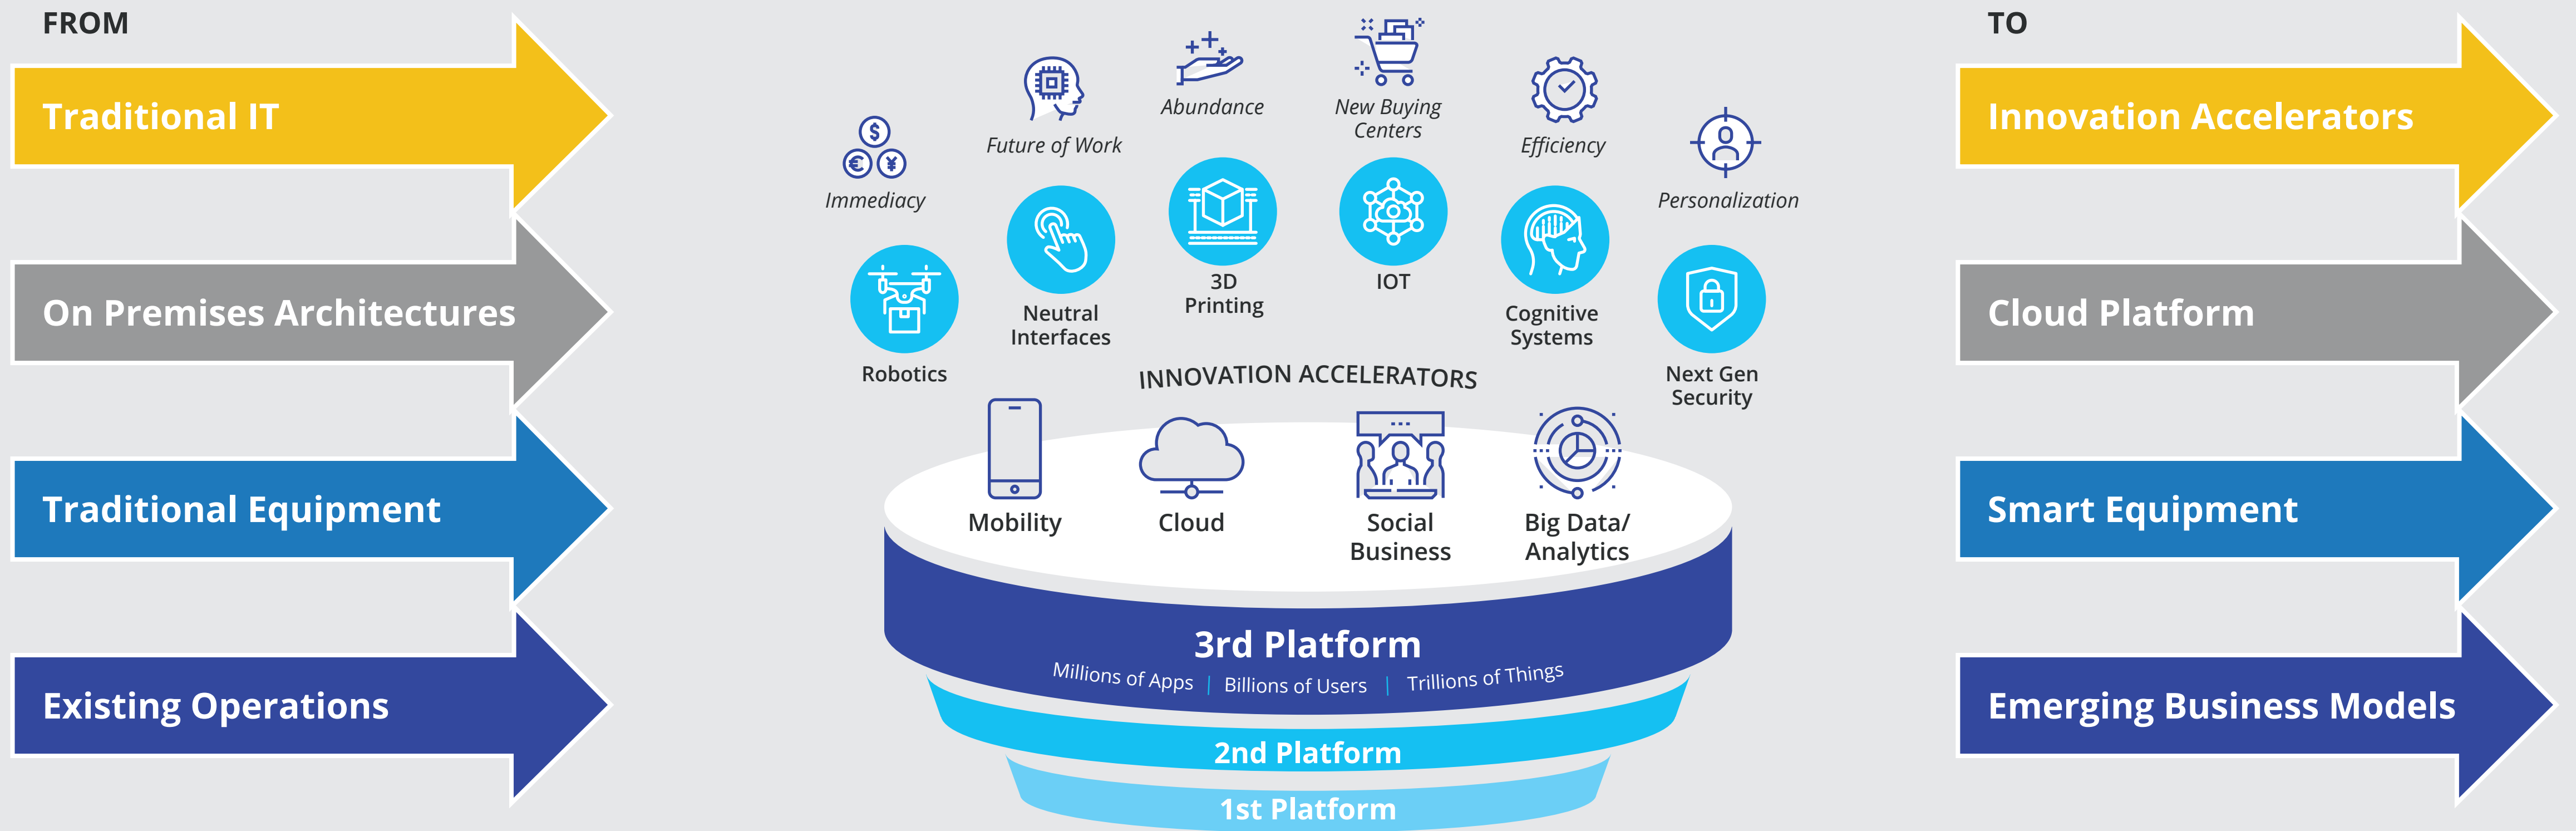 FROM
Traditional IT
On Premises Architectures
Traditional Equipment
Existing Operations
Immediacy
Future of Work
Abundance
New Buying
Centers
Efficiency
Personalization
Robotics
Neutral
Interfaces
3D
Printing
IOT
Cognitive
Systems
Next Gen
Security
INNOVATION ACCELERATORS
Mobility
Cloud
Social
Business
Big Data/
Analytics
3rd Platform
Millions of Apps | Billions of Users | Trillions of Things
2nd Platform
1st Platform
TO
Innovation Accelerators
Cloud Platform
Smart Equipment
Emerging Business Models